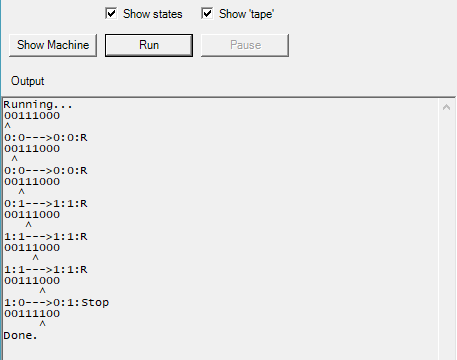 Show states Show 'tape'
Show Machine Run Pause
Output
Running...
00111000
^
0:0--->0:0:R
00111000
 ^
0:0--->0:0:R
00111000
  ^
0:1--->1:1:R
00111000
   ^
1:1--->1:1:R
00111000
    ^
1:1--->1:1:R
00111000
     ^
1:0--->0:1:Stop
00111100
     ^
Done.